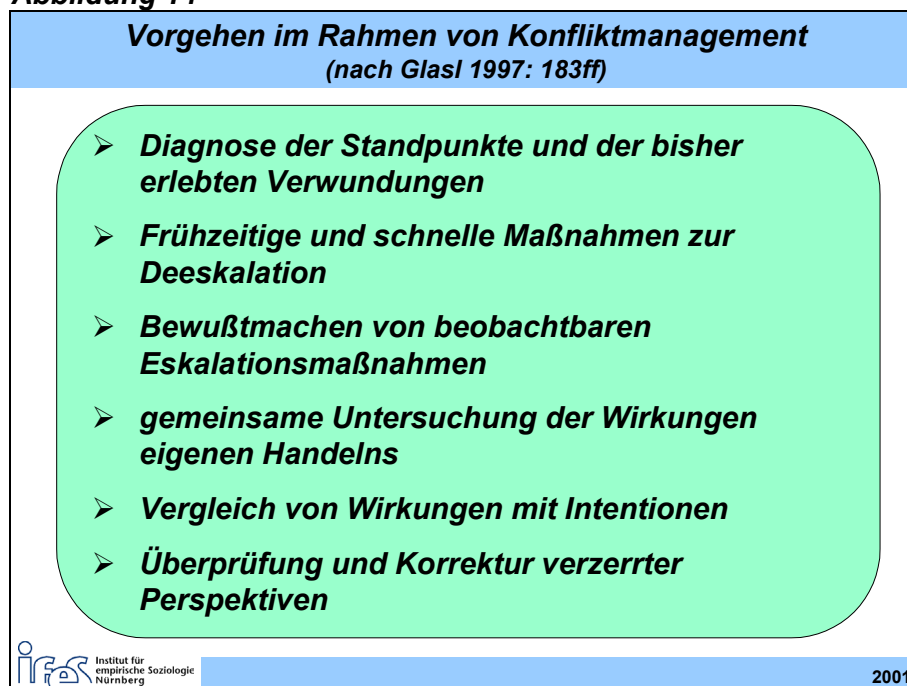 Vorgehen im Rahmen von Konfliktmanagement
(nach Glasl 1997: 183ff)
➢ Diagnose der Standpunkte und der bisher
erlebten Verwundungen
➢ Frühzeitige und schnelle Maßnahmen zur
Deeskalation
➢ Bewußtmachen von beobachtbaren
Eskalationsmaßnahmen
➢ gemeinsame Untersuchung der Wirkungen
eigenen Handelns
➢ Vergleich von Wirkungen mit Intentionen
➢ Überprüfung und Korrektur verzerrter
Perspektiven
ifes Institut für
empirische Soziologie
Nürnberg
2001